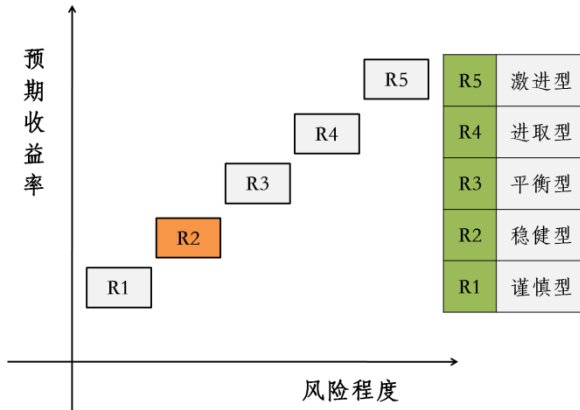 预期收益率
R5
R4
R3
R2
R1
风险程度
R5 激进型
R4 进取型
R3 平衡型
R2 稳健型
R1 谨慎型